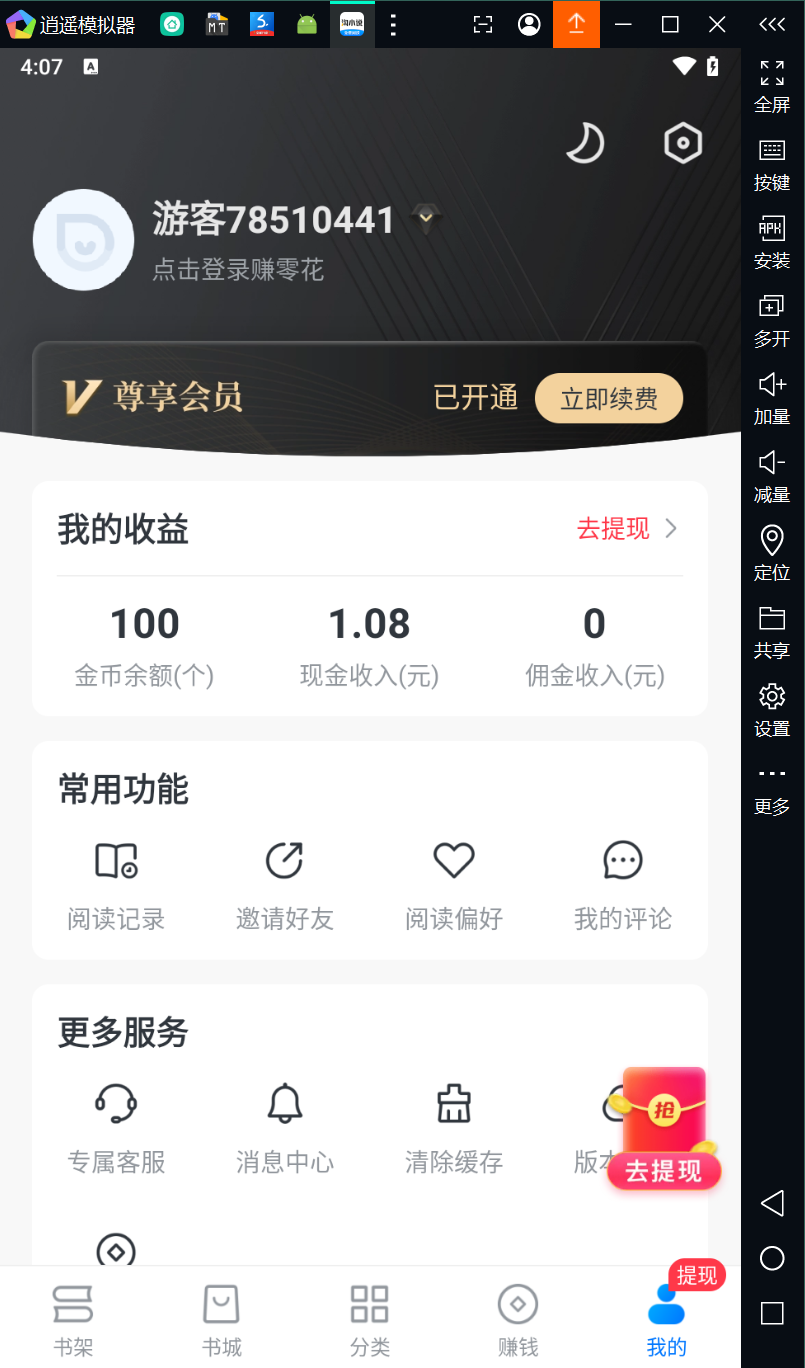 逍遥模拟器
MT
S.
淘小说
4:07
A
全屏
按键
APK
安装
多开
加量
减量
定位
共享
设置
更多
游客78510441
点击登录赚零花
V 尊享会员 已开通 立即续费
我的收益 去提现
100 1.08 0
金币余额(个) 现金收入(元) 佣金收入(元)
常用功能
阅读记录 邀请好友 阅读偏好 我的评论
更多服务
抢
专属客服 消息中心 清除缓存 版本
去提现
提现
书架 书城 分类 赚钱 我的